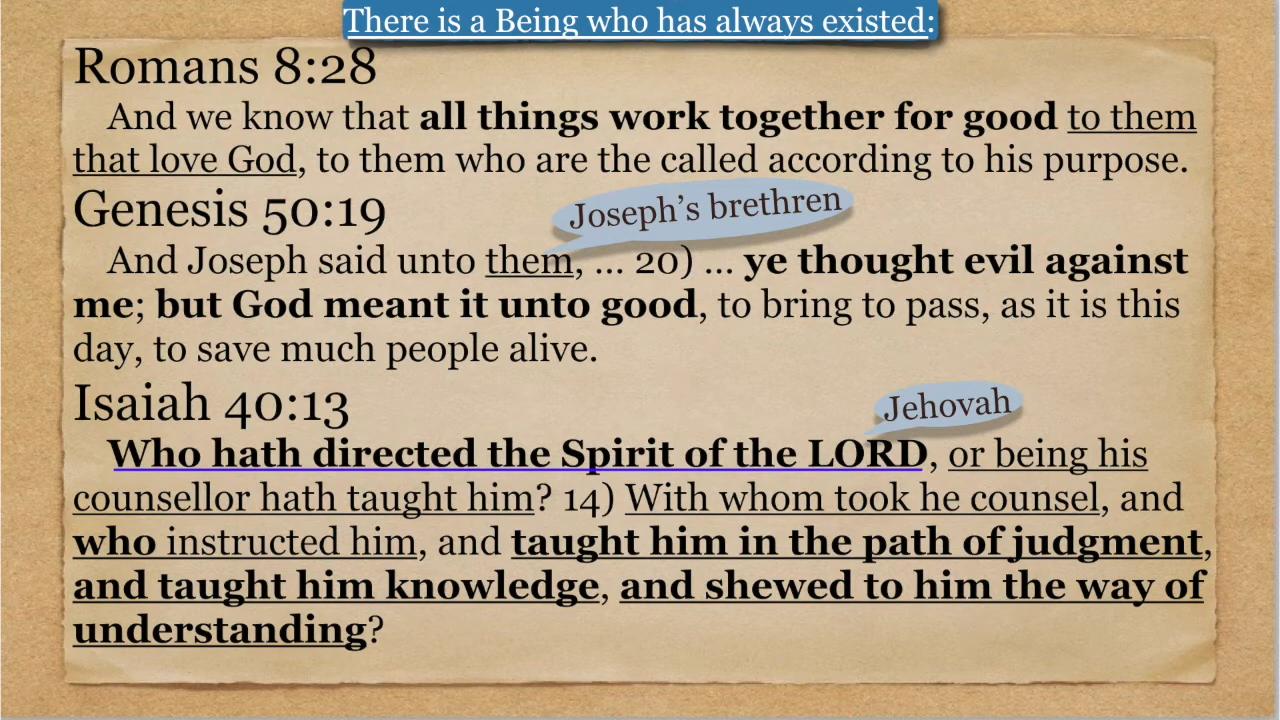 There is a Being who has always existed:
Romans 8:28
And we know that all things work together for good to them
that love God, to them who are the called according to his purpose.
Genesis 50:19
Joseph's brethren
And Joseph said unto them, ... 20) ... ye thought evil against
me; but God meant it unto good, to bring to pass, as it is this
day, to save much people alive.
Isaiah 40:13
Jehovah
Who hath directed the Spirit of the LORD, or being his
counsellor hath taught him? 14) With whom took he counsel, and
who instructed him, and taught him in the path of judgment,
and taught him knowledge, and shewed to him the way of
understanding?